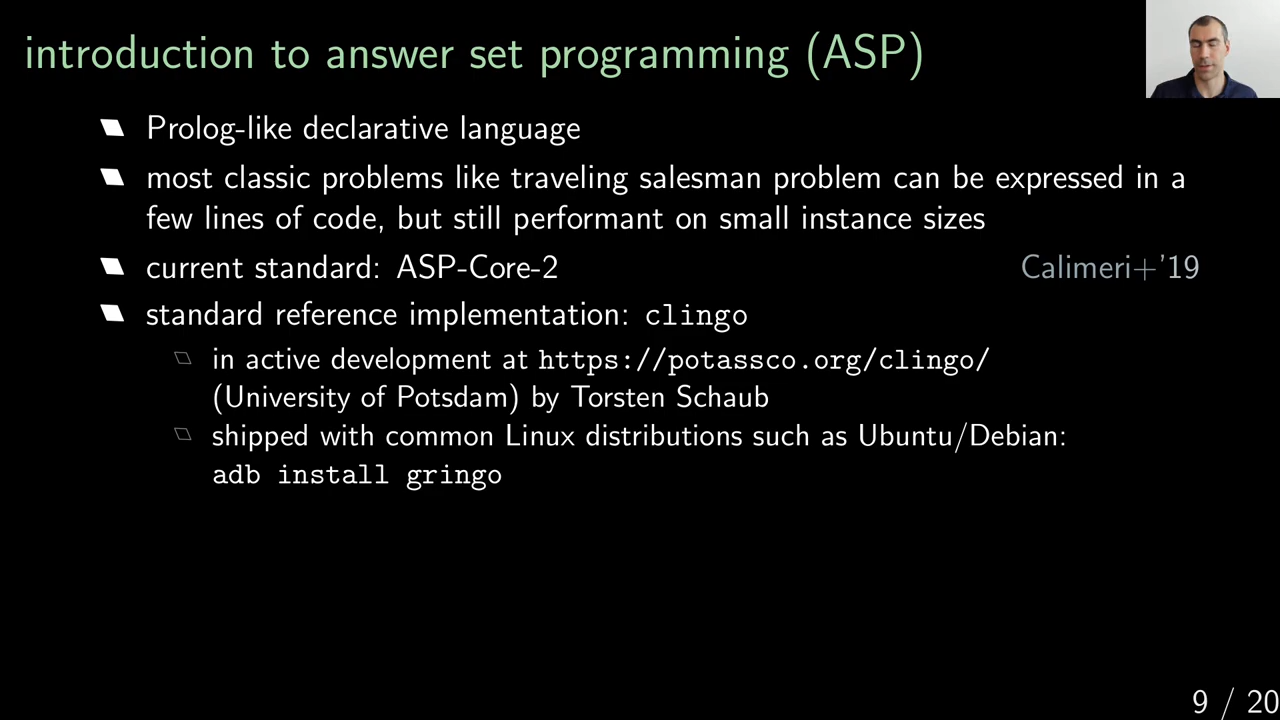 introduction to answer set programming (ASP)
Prolog-like declarative language
most classic problems like traveling salesman problem can be expressed in a
few lines of code, but still performant on small instance sizes
current standard: ASP-Core-2 Calimeri+'19
standard reference implementation: clingo
in active development at https://potassco.org/clingo/
(University of Potsdam) by Torsten Schaub
shipped with common Linux distributions such as Ubuntu/Debian:
adb install gringo
9 / 20